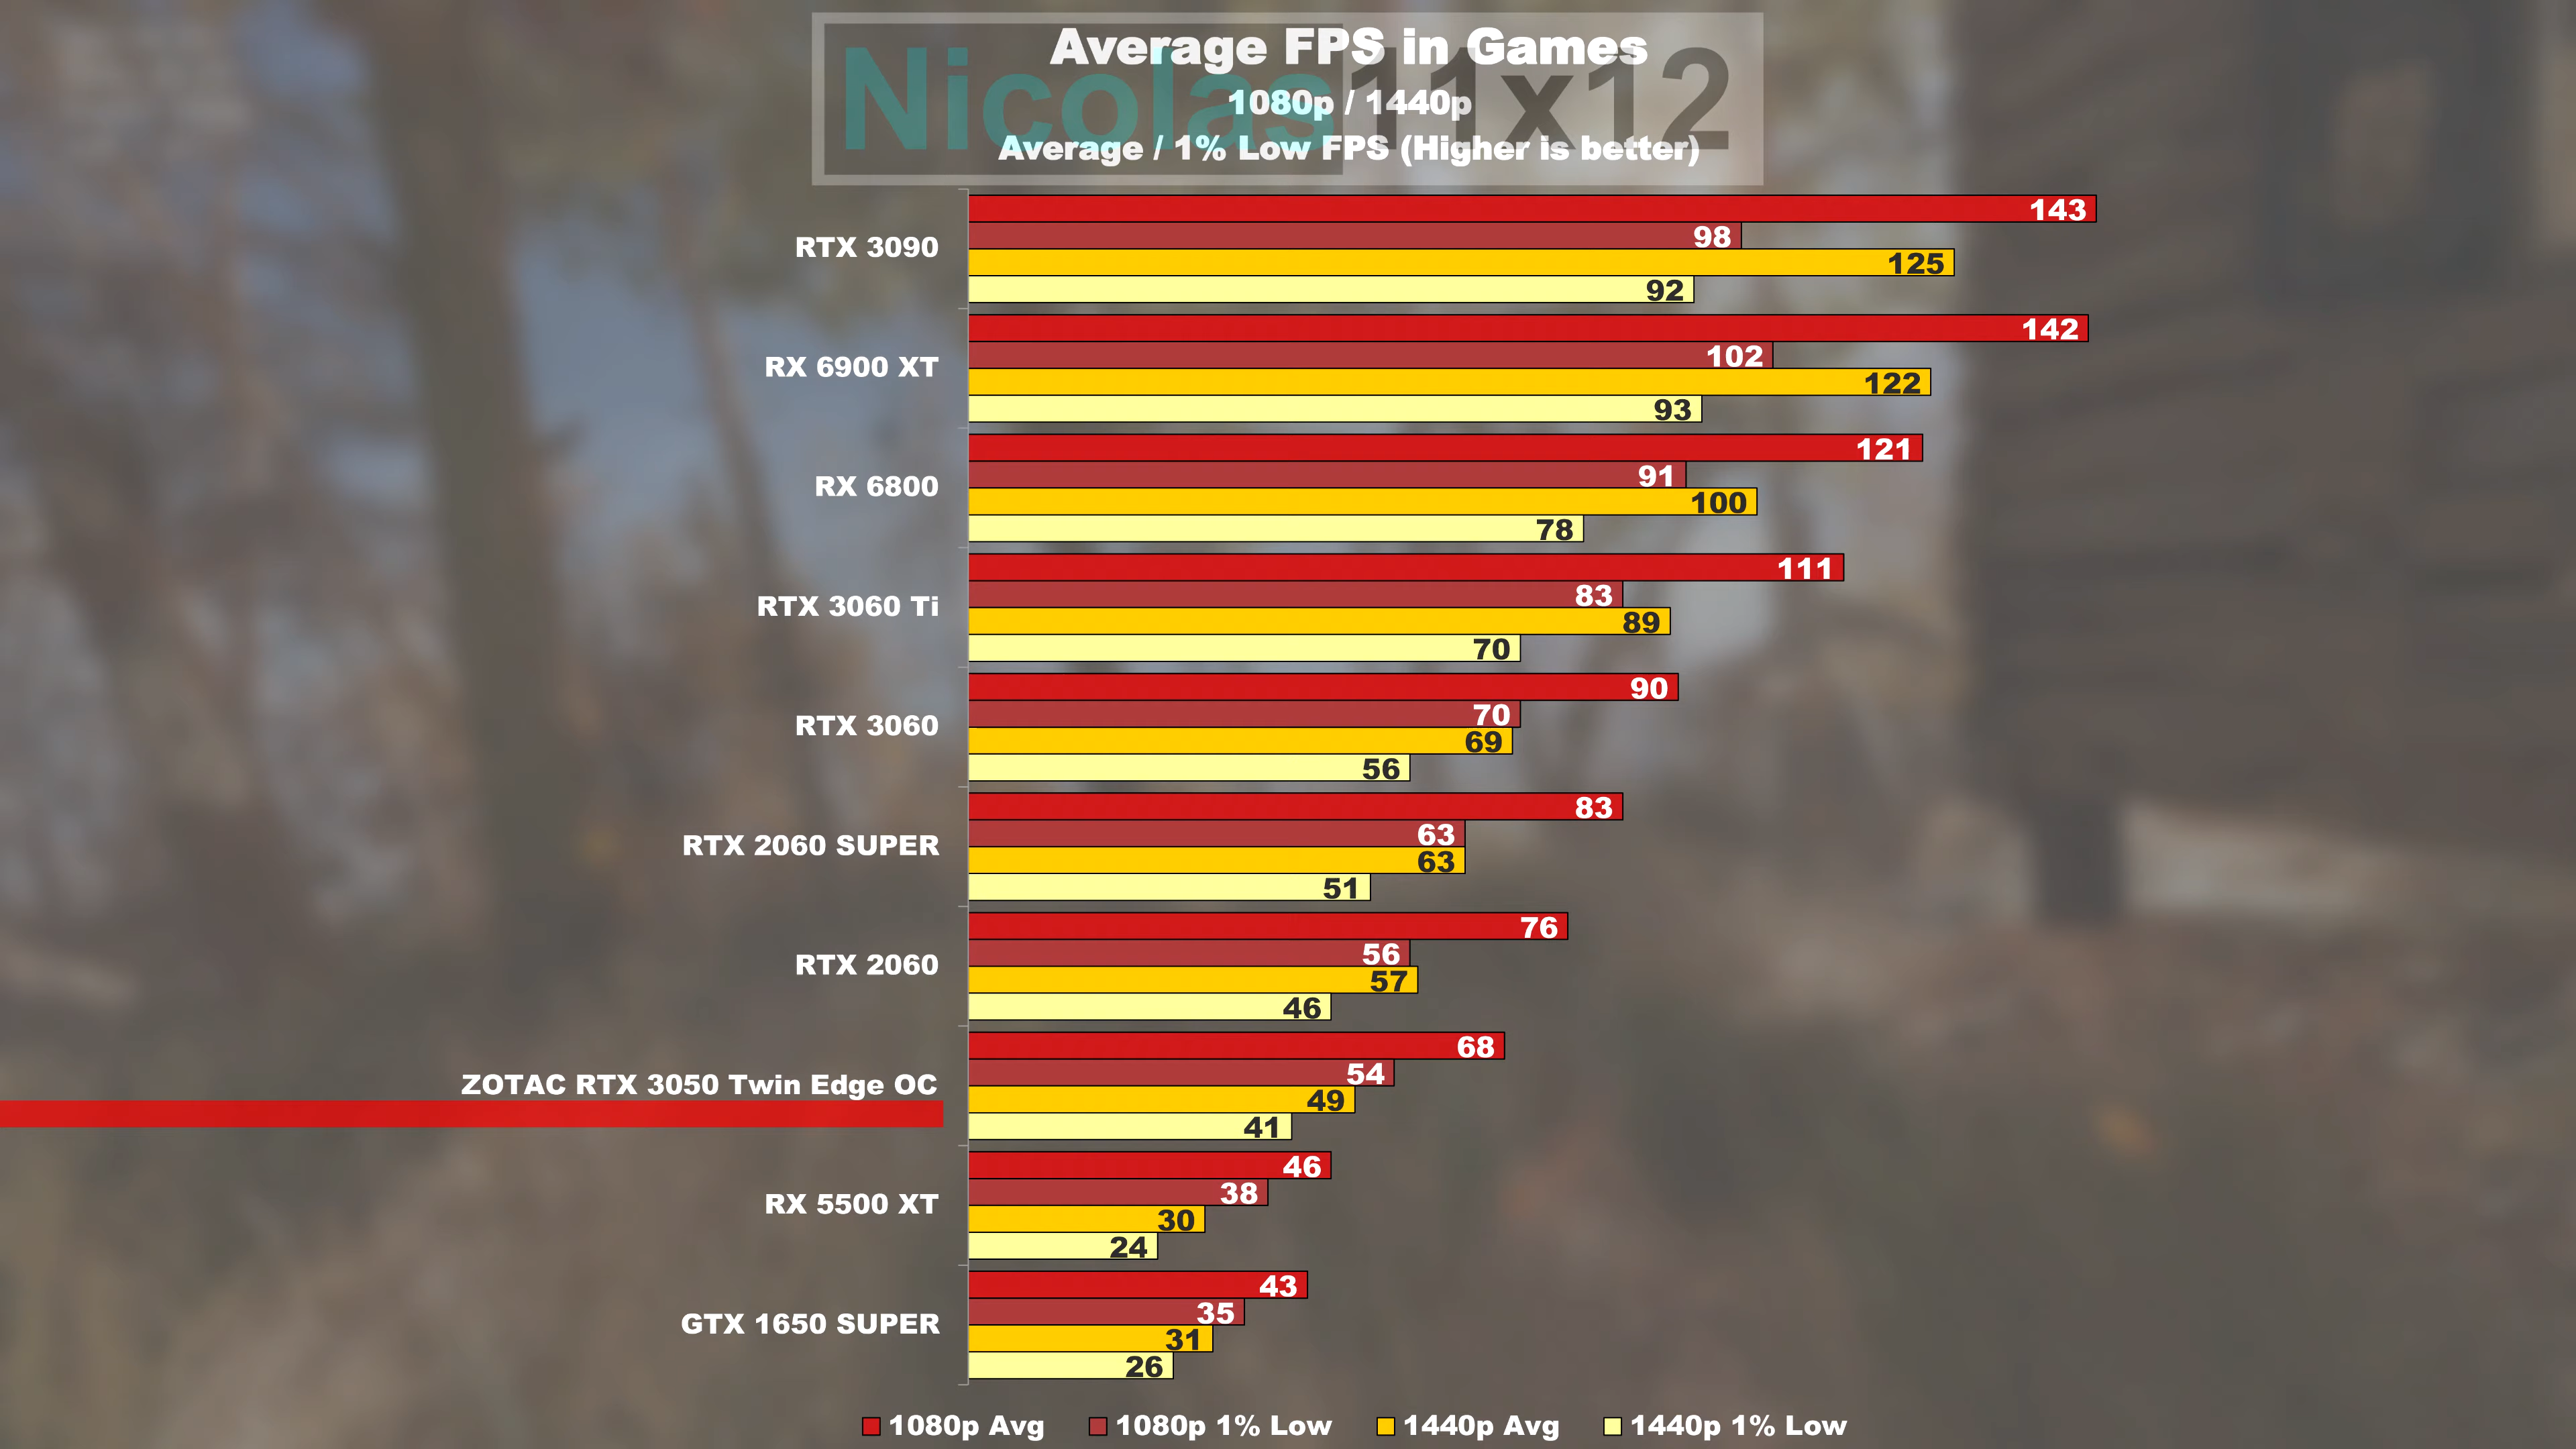 Nicolas11x12
Average FPS in Games
1080p / 1440p
Average / 1% Low FPS (Higher is better)
RTX 3090
143
98
125
92
RX 6900 XT
142
102
122
93
RX 6800
121
91
100
78
RTX 3060 Ti
111
83
89
70
RTX 3060
90
70
69
56
RTX 2060 SUPER
83
63
63
51
RTX 2060
76
56
57
46
ZOTAC RTX 3050 Twin Edge OC
68
54
49
41
RX 5500 XT
46
38
30
24
GTX 1650 SUPER
43
35
31
26
1080p Avg 1080p 1% Low 1440p Avg 1440p 1% Low